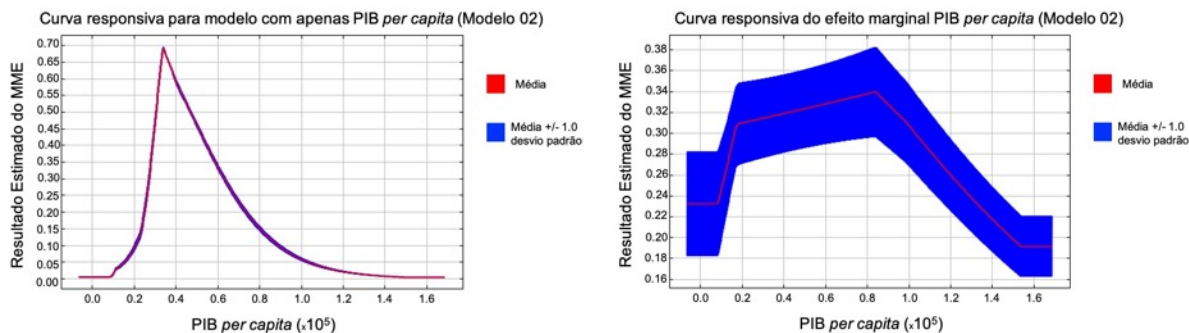 Curva responsiva para modelo com apenas PIB per capita (Modelo 02)
0.70
0.65
0.60
0.55
0.50
0.45
0.40
0.35
0.30
0.25
0.20
0.15
0.10
0.05
0.00
Resultado Estimado do MME
0.0 0.2 0.4 0.6 0.8 1.0 1.2 1.4 1.6
PIB per capita (x10⁵)
Média
Média +/- 1.0
desvio padrão
Curva responsiva do efeito marginal PIB per capita (Modelo 02)
0.38
0.36
0.34
0.32
0.30
0.28
0.26
0.24
0.22
0.20
0.18
0.16
Resultado Estimado do MME
0.0 0.2 0.4 0.6 0.8 1.0 1.2 1.4 1.6
PIB per capita (x10⁵)
Média
Média +/- 1.0
desvio padrão